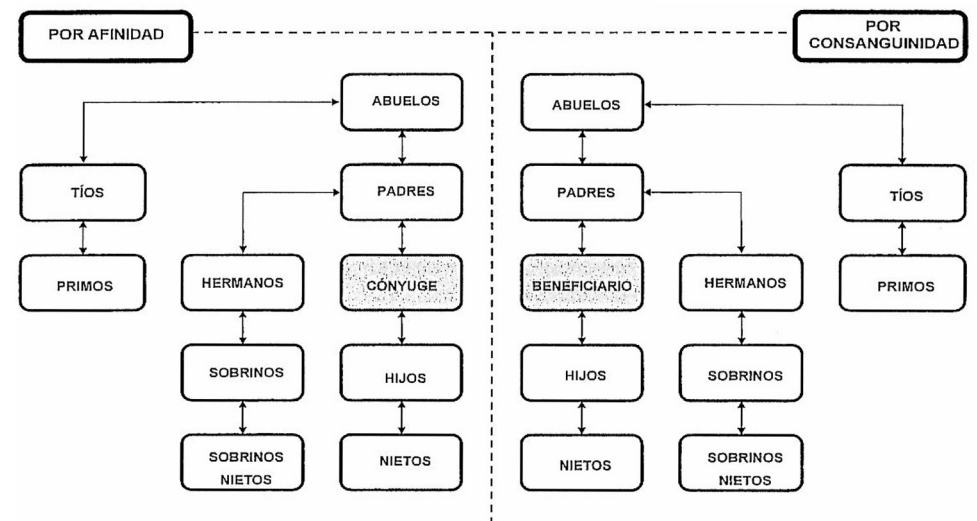 POR AFINIDAD
POR
CONSANGUINIDAD
ABUELOS
ABUELOS
TÍOS
PADRES
PADRES
TÍOS
PRIMOS
HERMANOS
CÓNYUGE
BENEFICIARIO
HERMANOS
PRIMOS
SOBRINOS
HIJOS
HIJOS
SOBRINOS
SOBRINOS
NIETOS
NIETOS
NIETOS
SOBRINOS
NIETOS